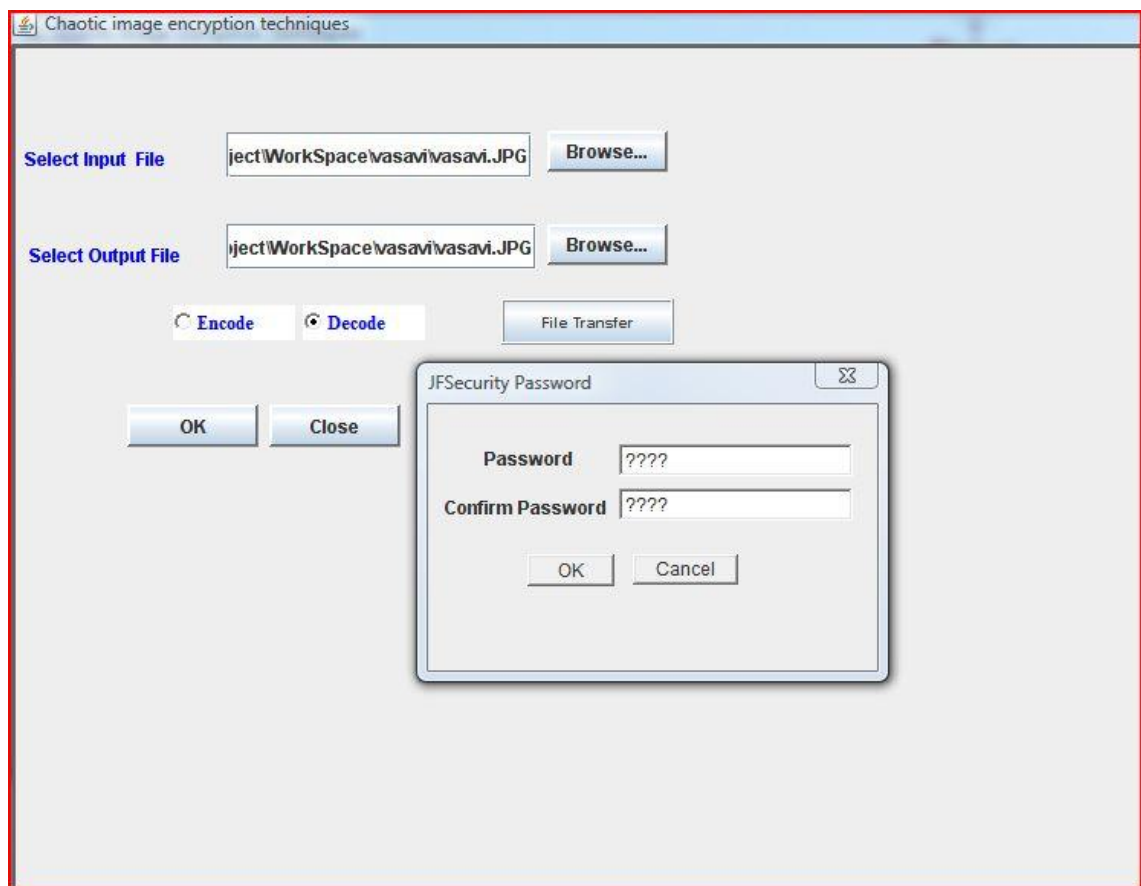 Chaotic image encryption techniques
Select Input File ject\WorkSpace\vasavi\vasavi.JPG Browse...
Select Output File ject\WorkSpace\vasavi\vasavi.JPG Browse...
Encode Decode File Transfer
OK Close
JFSecurity Password
Password ????
Confirm Password ????
OK Cancel